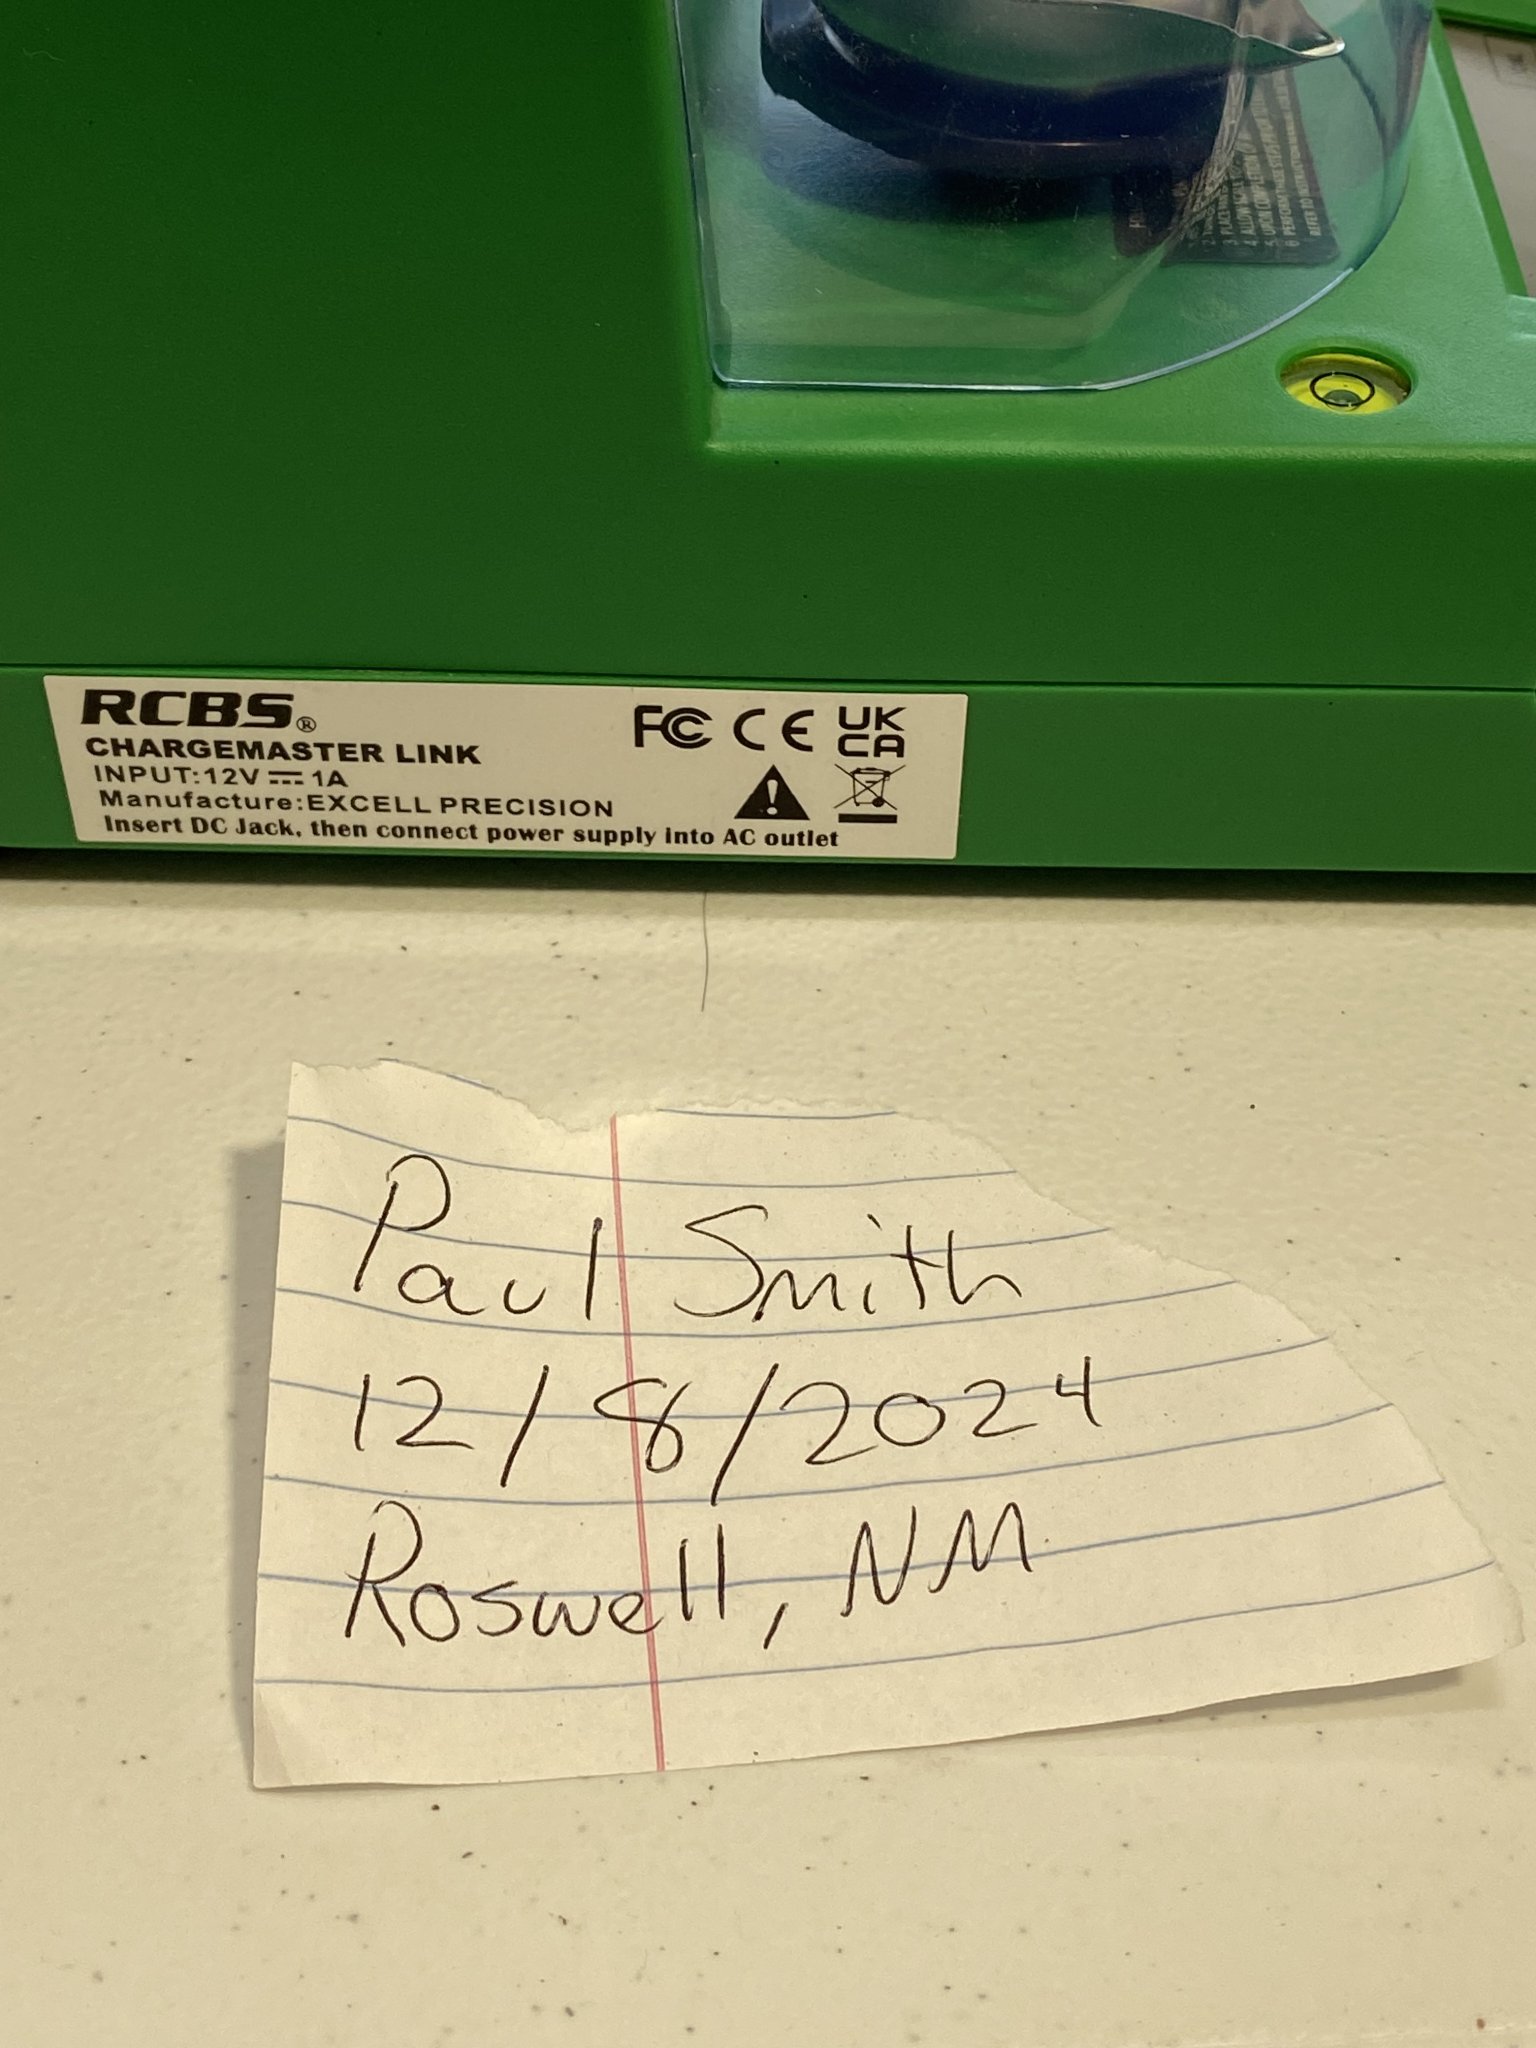 RCBS®
CHARGEMASTER LINK
INPUT:12V ⎓ 1A
Manufacture:EXCELL PRECISION
Insert DC Jack, then connect power supply into AC outlet
FC CE UK
CA
Paul Smith
12/8/2024
Roswell, NM